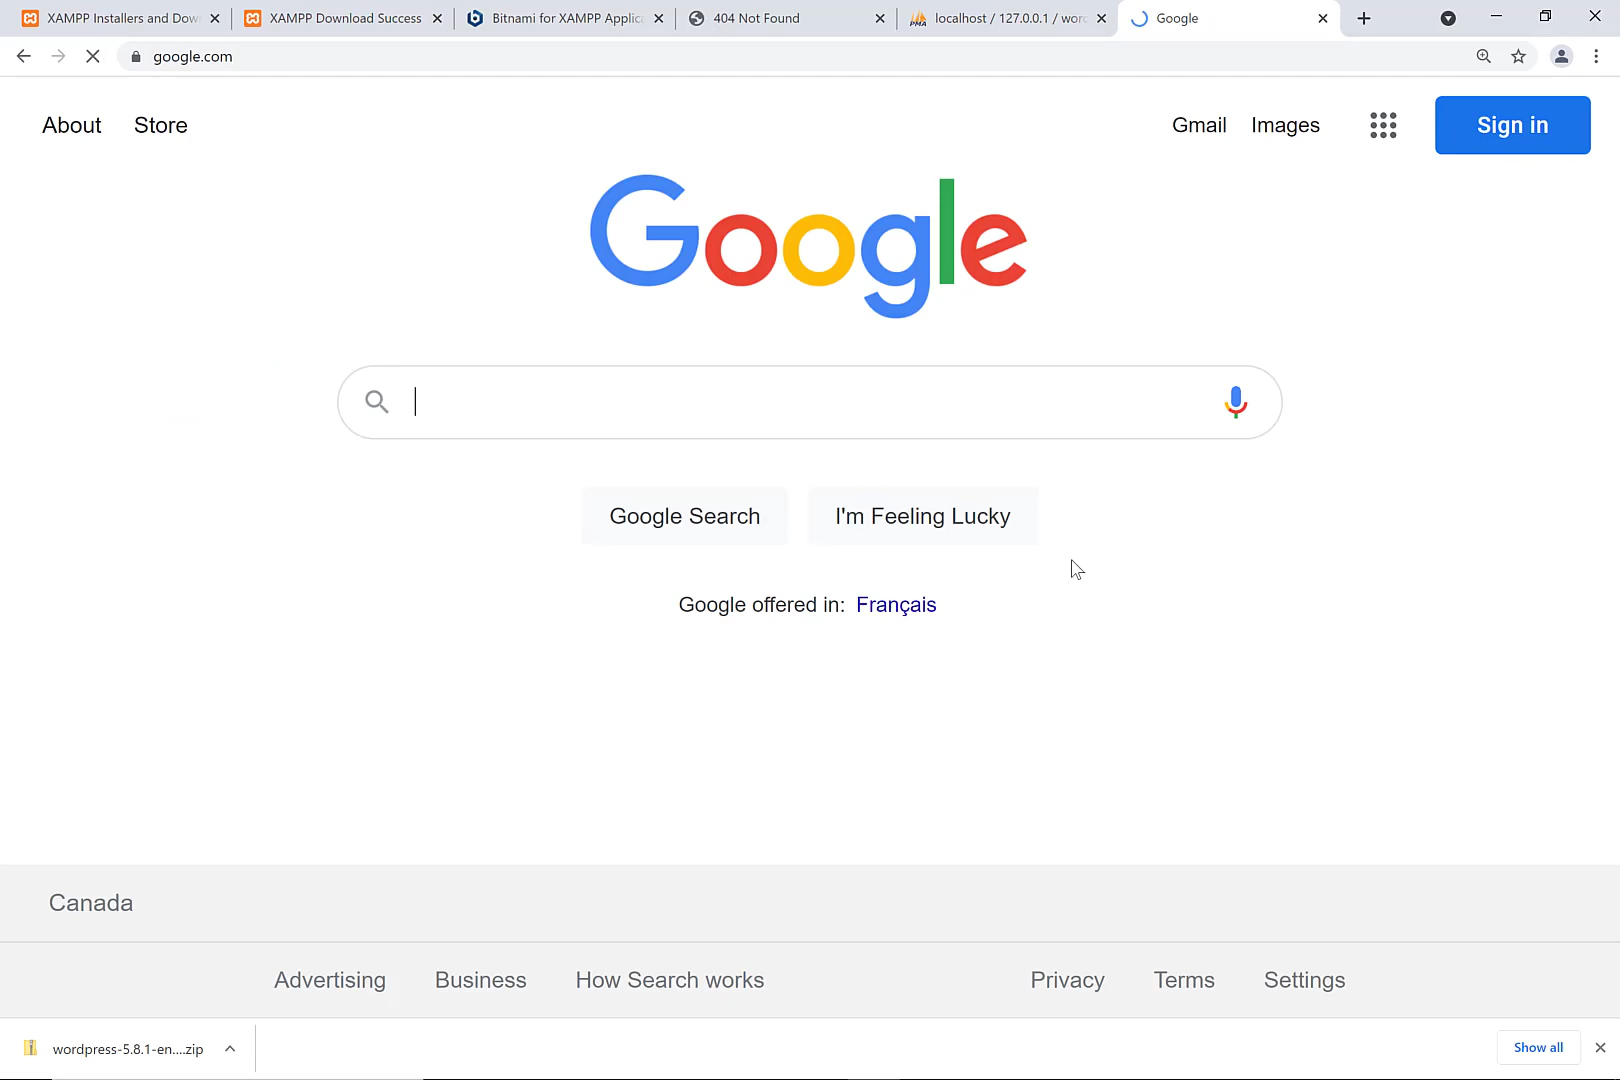 XAMPP Installers and Dow
XAMPP Download Success
Bitnami for XAMPP Applic
404 Not Found
PMA
localhost / 127.0.0.1 / wor
Google
google.com
About
Store
Gmail
Images
Sign in
Google
Google Search
I'm Feeling Lucky
Google offered in: Français
Canada
Advertising
Business
How Search works
Privacy
Terms
Settings
wordpress-5.8.1-en....zip
Show all